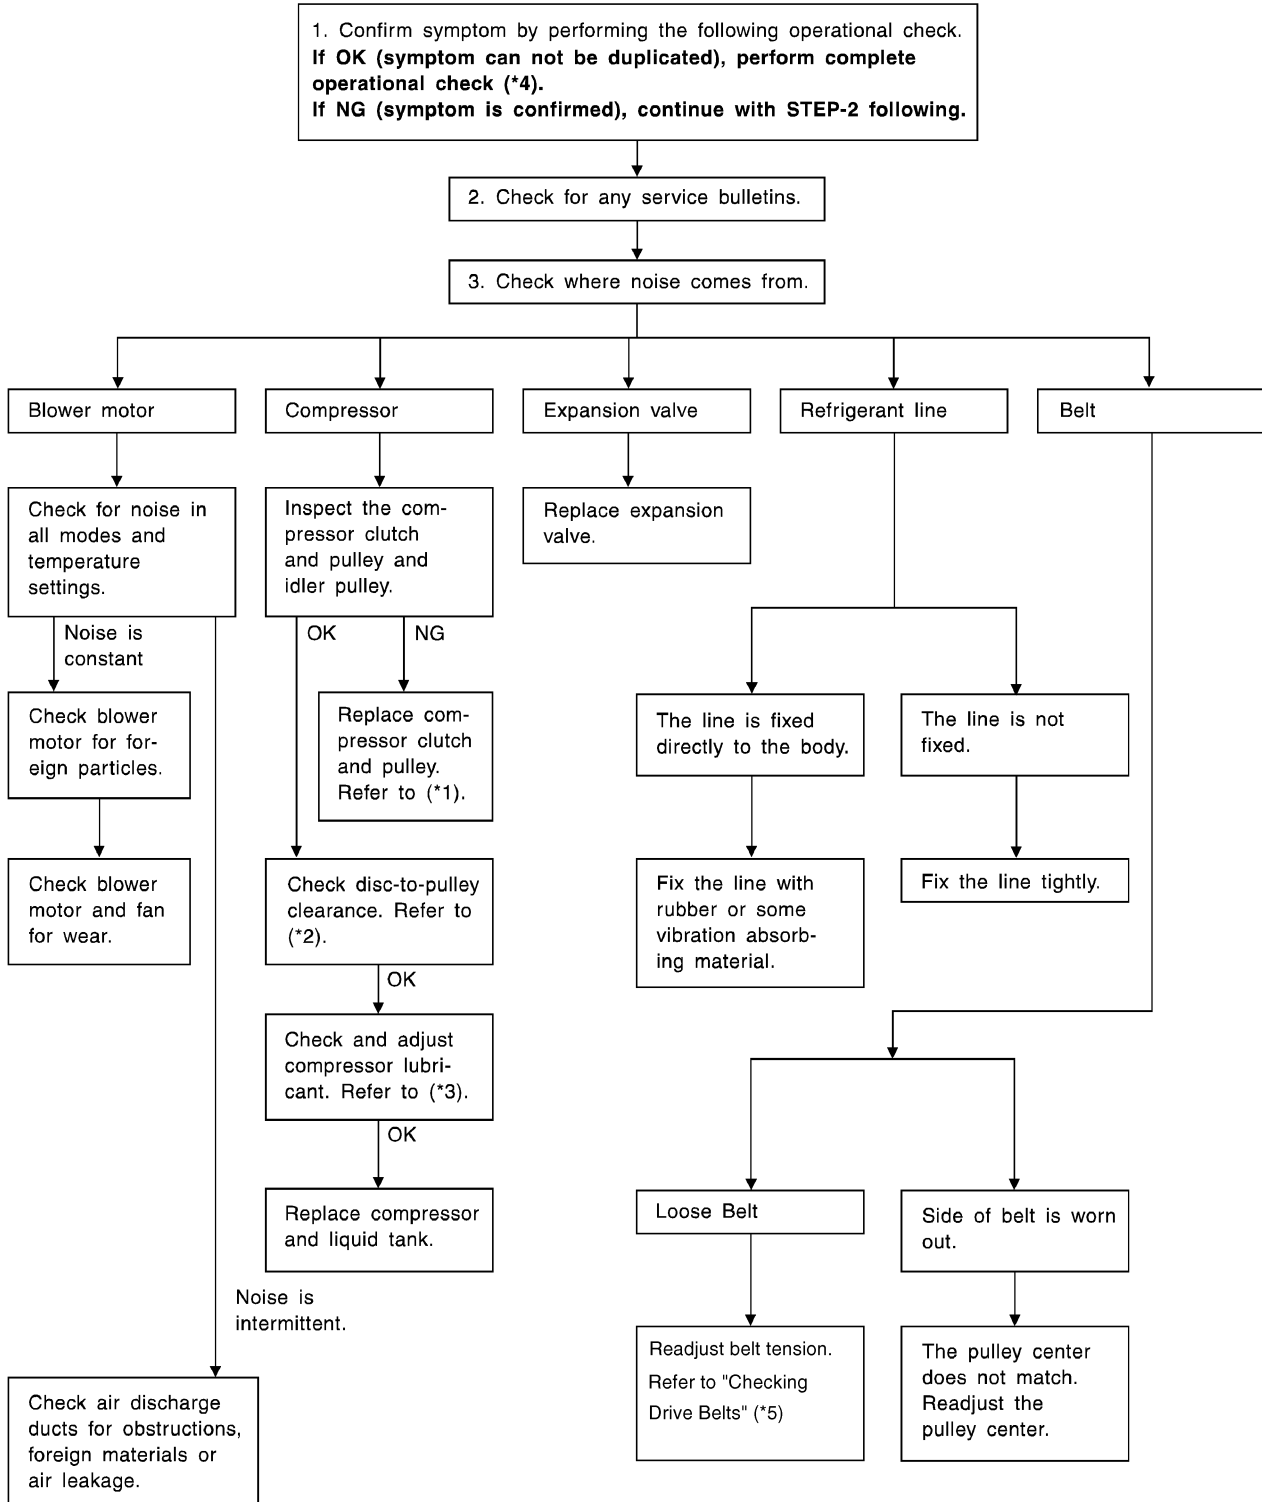 1. Confirm symptom by performing the following operational check.
If OK (symptom can not be duplicated), perform complete
operational check (*4).
If NG (symptom is confirmed), continue with STEP-2 following.
2. Check for any service bulletins.
3. Check where noise comes from.
Blower motor
Compressor
Expansion valve
Refrigerant line
Belt
Check for noise in
all modes and
temperature
settings.
Inspect the com-
pressor clutch
and pulley and
idler pulley.
Replace expansion
valve.
Noise is
constant
OK
NG
Check blower
motor for for-
eign particles.
Replace com-
pressor clutch
and pulley.
Refer to (*1).
The line is fixed
directly to the body.
The line is not
fixed.
Check blower
motor and fan
for wear.
Check disc-to-pulley
clearance. Refer to
(*2).
Fix the line with
rubber or some
vibration absorb-
ing material.
Fix the line tightly.
OK
Check and adjust
compressor lubri-
cant. Refer to (*3).
OK
Replace compressor
and liquid tank.
Loose Belt
Side of belt is worn
out.
Noise is
intermittent.
Readjust belt tension.
Refer to "Checking
Drive Belts" (*5)
The pulley center
does not match.
Readjust the
pulley center.
Check air discharge
ducts for obstructions,
foreign materials or
air leakage.